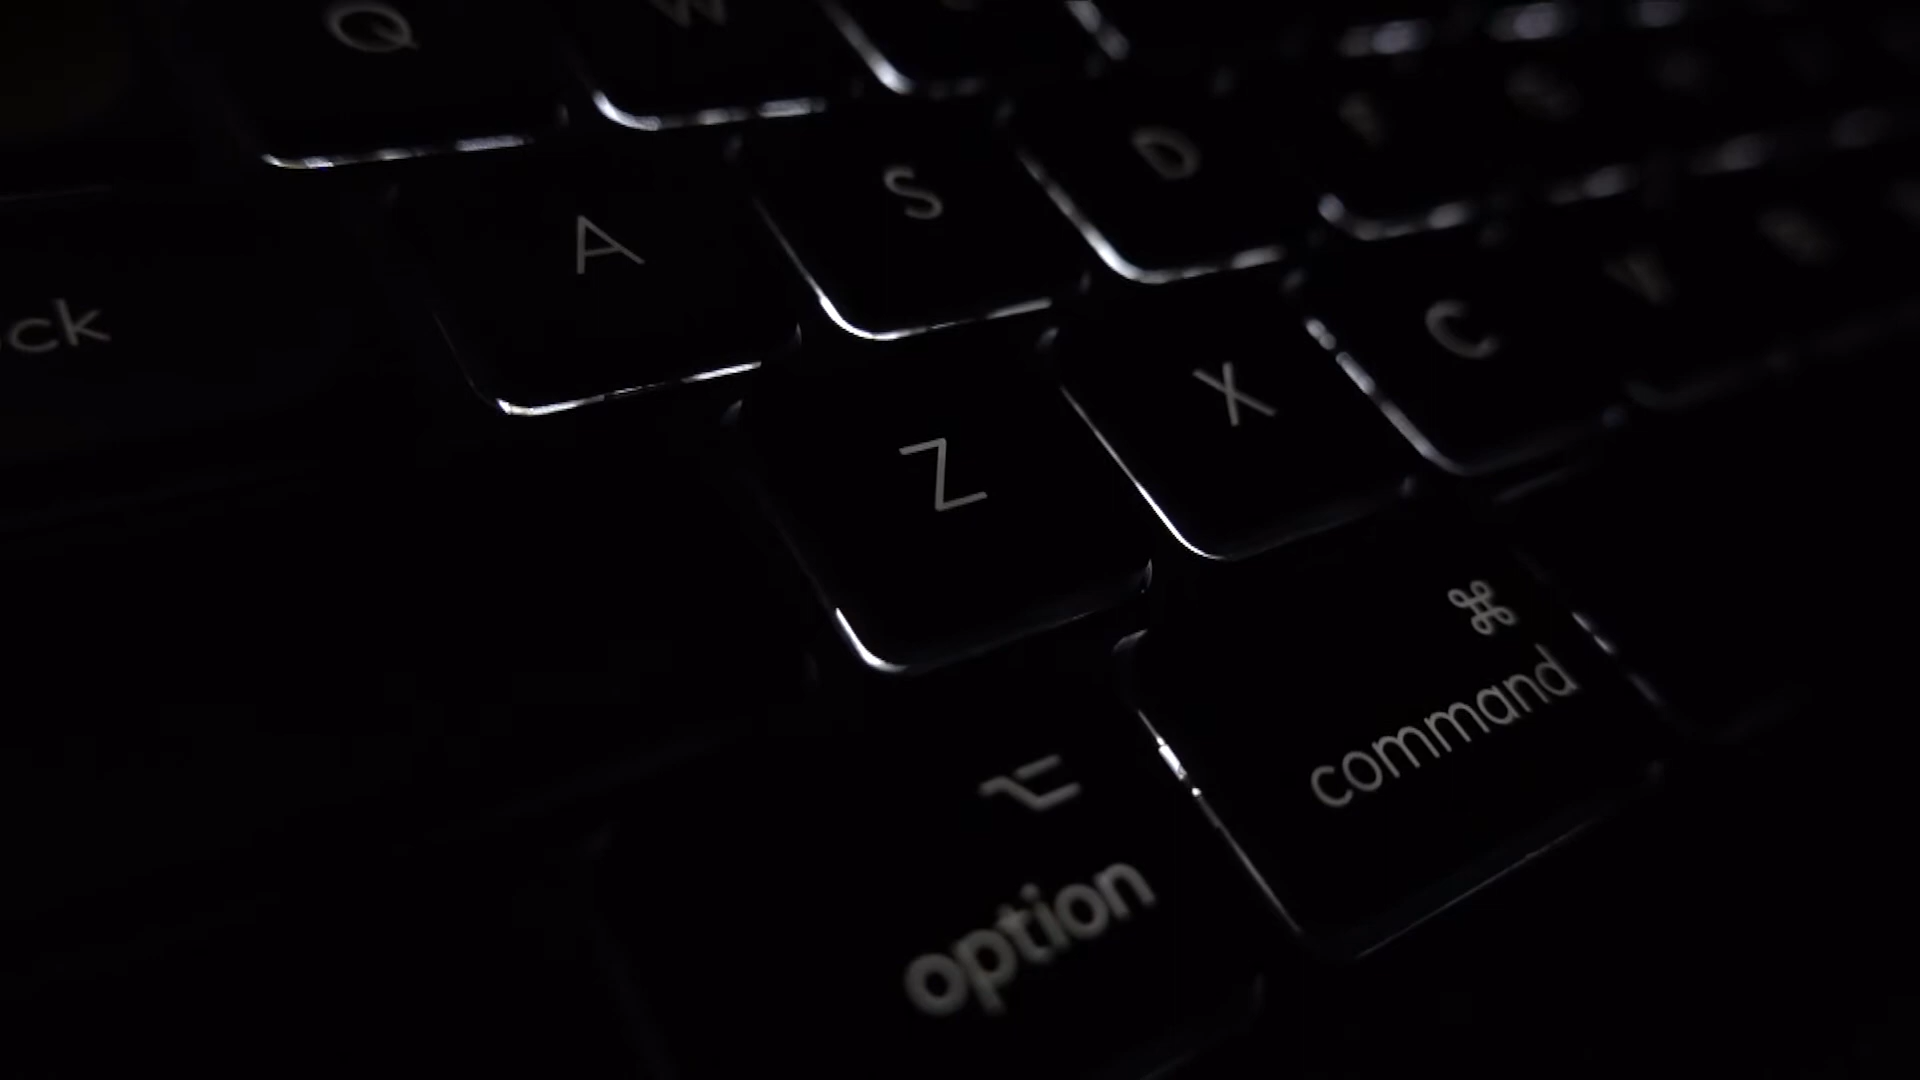 Q W
A S D
ck
Z X C V
⌘
command
⌥
option